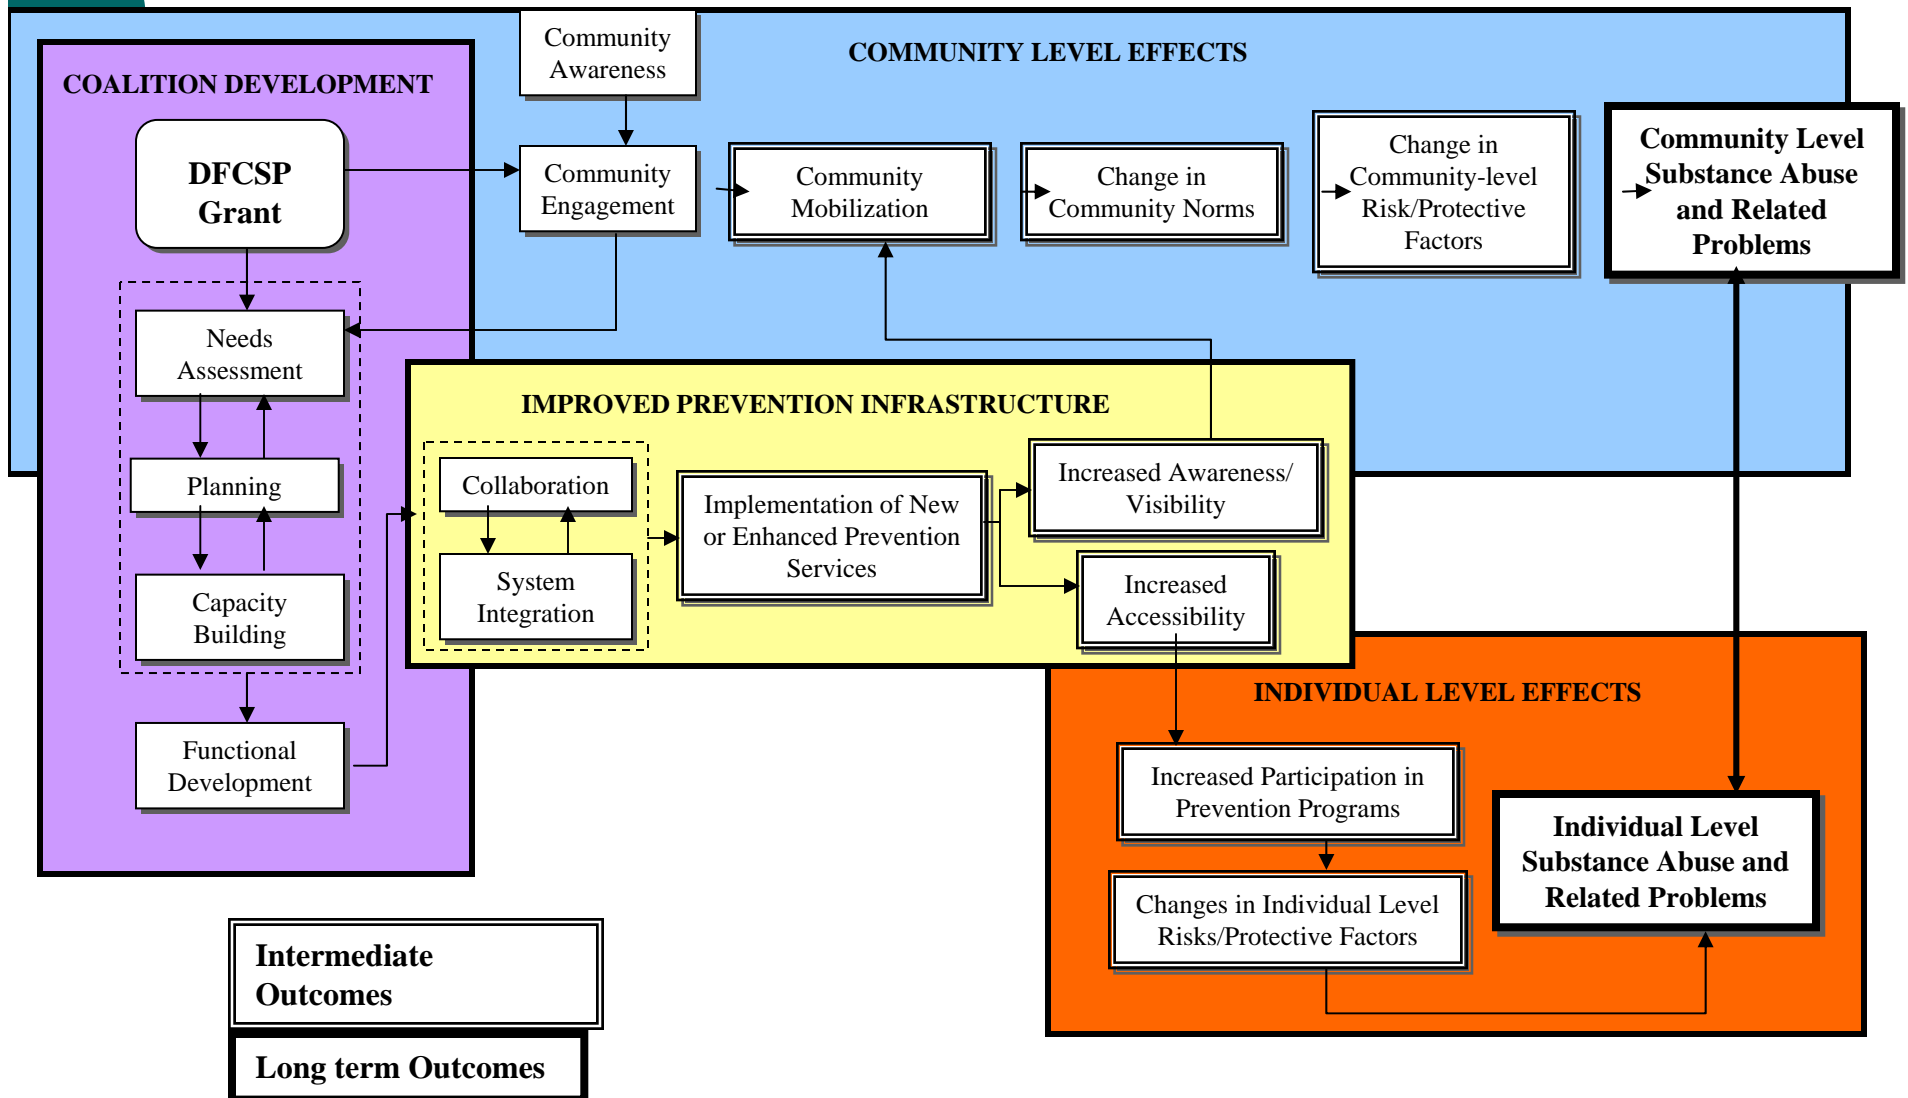 COMMUNITY LEVEL EFFECTS
COALITION DEVELOPMENT
Community
Awareness
DFCSP
Grant
Community
Engagement
Community
Mobilization
Change in
Community Norms
Change in
Community-level
Risk/Protective
Factors
Community Level
Substance Abuse
and Related
Problems
Needs
Assessment
Planning
Capacity
Building
Functional
Development
IMPROVED PREVENTION INFRASTRUCTURE
Collaboration
System
Integration
Implementation of New
or Enhanced Prevention
Services
Increased Awareness/
Visibility
Increased
Accessibility
INDIVIDUAL LEVEL EFFECTS
Increased Participation in
Prevention Programs
Changes in Individual Level
Risks/Protective Factors
Individual Level
Substance Abuse and
Related Problems
Intermediate
Outcomes
Long term Outcomes